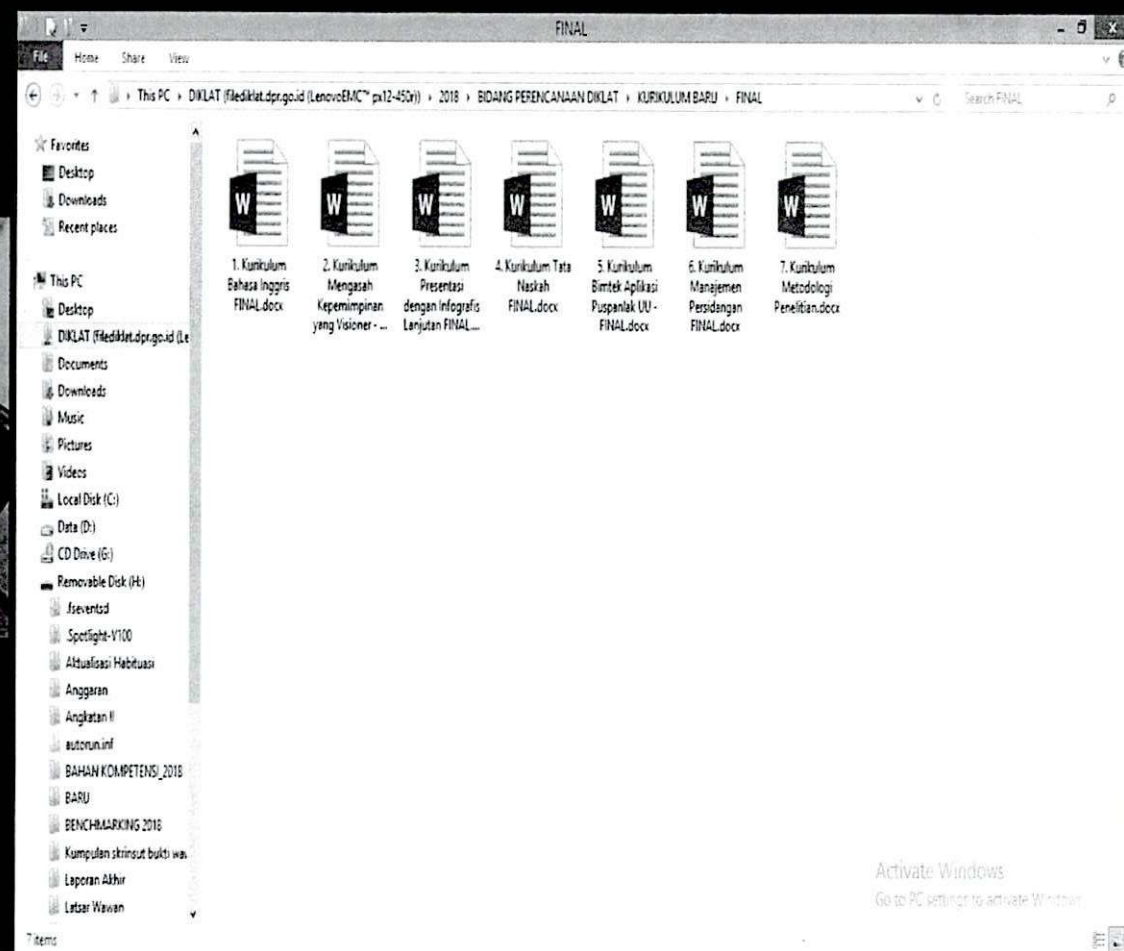 FINAL
File Home Share View
This PC ▸ DIKLAT (filediklat.dpr.go.id (LenovoEMC™ px12-450r)) ▸ 2018 ▸ BIDANG PERENCANAAN DIKLAT ▸ KURIKULUM BARU ▸ FINAL
Search FINAL
Favorites
Desktop
Downloads
Recent places
This PC
Desktop
DIKLAT (filediklat.dpr.go.id (Le
Documents
Downloads
Music
Pictures
Videos
Local Disk (C:)
Data (D:)
CD Drive (G:)
Removable Disk (H:)
.fseventsd
.Spotlight-V100
Aktualisasi Habituasi
Anggaran
Angkatan II
autorun.inf
BAHAN KOMPETENSI_2018
BARU
BENCHMARKING 2018
Kumpulan skrinsut bukti wa
Laporan Akhir
Latsar Wawan
1. Kurikulum
Bahasa Inggris
FINAL.docx
2. Kurikulum
Mengasah
Kepemimpinan
yang Visioner - ...
3. Kurikulum
Presentasi
dengan Infografis
Lanjutan FINAL....
4. Kurikulum Tata
Naskah
FINAL.docx
5. Kurikulum
Bimtek Aplikasi
Puspanlak UU -
FINAL.docx
6. Kurikulum
Manajemen
Persidangan
FINAL.docx
7. Kurikulum
Metodologi
Penelitian.docx
Activate Windows
Go to PC settings to activate Windows.
7 items